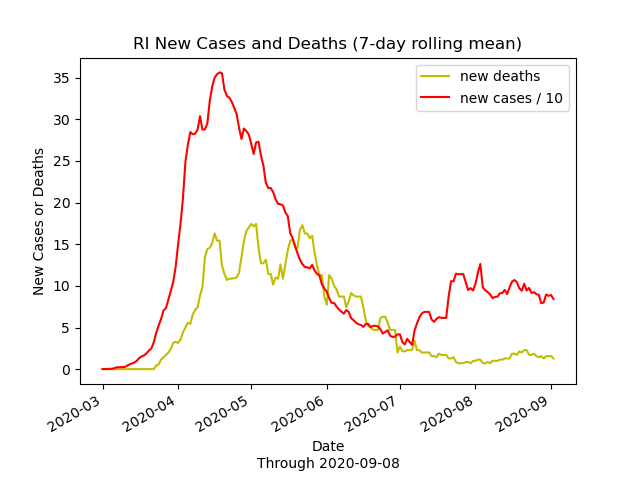 RI New Cases and Deaths (7-day rolling mean)
new deaths
new cases / 10
New Cases or Deaths
35
30
25
20
15
10
5
0
2020-03
2020-04
2020-05
2020-06
2020-07
2020-08
2020-09
Date
Through 2020-09-08